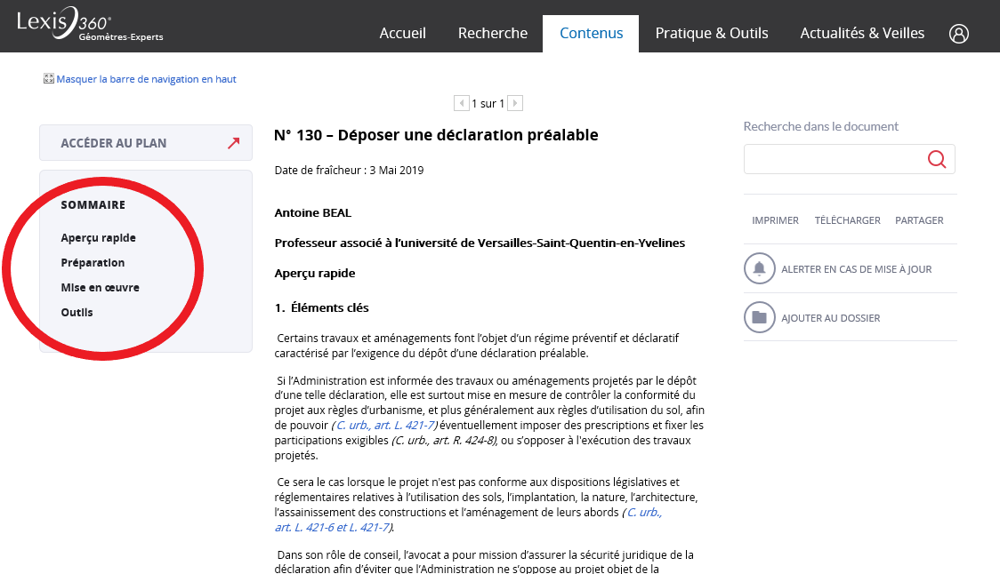 Lexis 360®
Géomètres-Experts
Accueil
Recherche
Contenus
Pratique & Outils
Actualités & Veilles
Masquer la barre de navigation en haut
1 sur 1
ACCÉDER AU PLAN
SOMMAIRE
Aperçu rapide
Préparation
Mise en œuvre
Outils
N° 130 – Déposer une déclaration préalable
Date de fraîcheur : 3 Mai 2019
Antoine BEAL
Professeur associé à l’université de Versailles-Saint-Quentin-en-Yvelines
Aperçu rapide
1. Éléments clés
Certains travaux et aménagements font l’objet d’un régime préventif et déclaratif
caractérisé par l’exigence du dépôt d’une déclaration préalable.
Si l’Administration est informée des travaux ou aménagements projetés par le dépôt
d’une telle déclaration, elle est surtout mise en mesure de contrôler la conformité du
projet aux règles d’urbanisme, et plus généralement aux règles d’utilisation du sol, afin
de pouvoir (C. urb., art. L. 421-7) éventuellement imposer des prescriptions et fixer les
participations exigibles (C. urb., art. R. 424-8), ou s’opposer à l'exécution des travaux
projetés.
Ce sera le cas lorsque le projet n'est pas conforme aux dispositions législatives et
réglementaires relatives à l’utilisation des sols, l’implantation, la nature, l’architecture,
l’assainissement des constructions et l’aménagement de leurs abords (C. urb.,
art. L. 421-6 et L. 421-7).
Dans son rôle de conseil, l’avocat a pour mission d’assurer la sécurité juridique de la
déclaration afin d’éviter que l’Administration ne s’oppose au projet objet de la
Recherche dans le document
IMPRIMER
TÉLÉCHARGER
PARTAGER
ALERTER EN CAS DE MISE À JOUR
AJOUTER AU DOSSIER